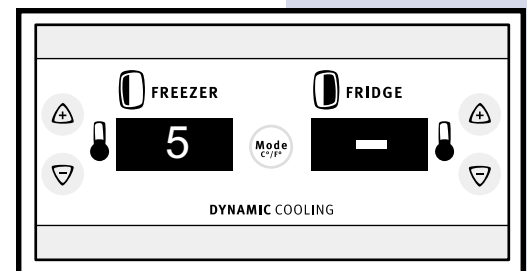 FREEZER FRIDGE
+ 5 Mode – +
C°/F°
– –
DYNAMIC COOLING